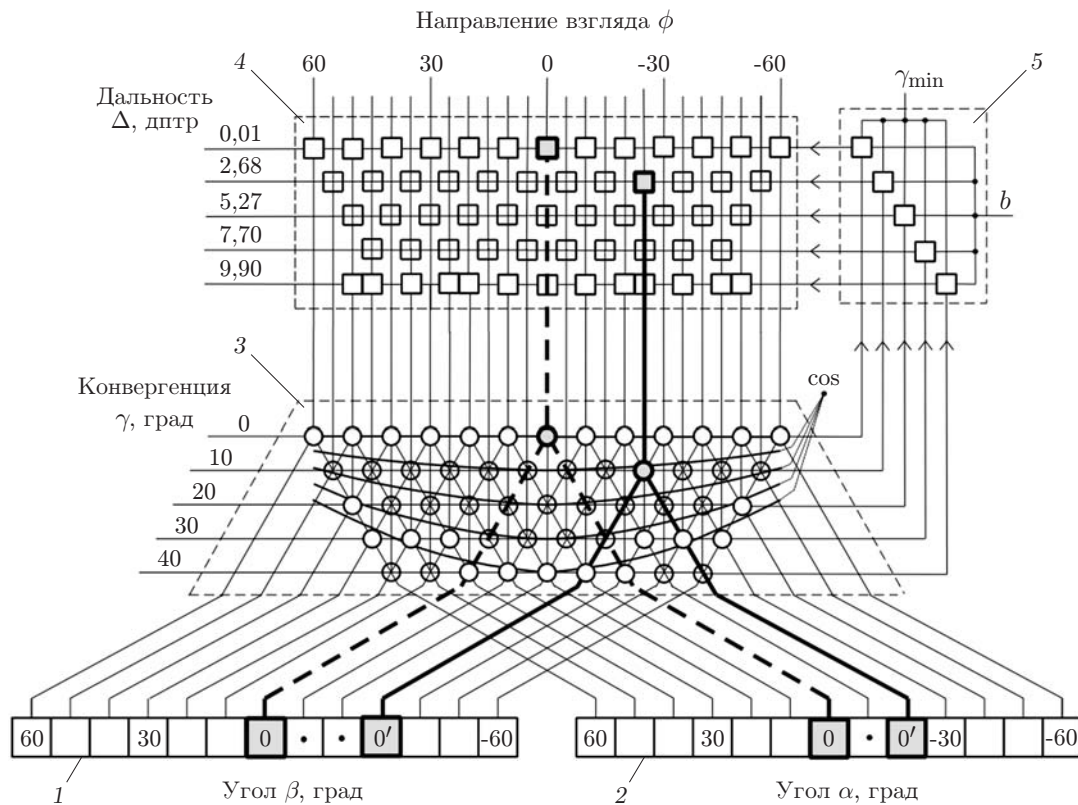 Направление взгляда ϕ
4
60 30 0 -30 -60
5
γmin
Дальность
Δ, дптр
0,01
2,68
5,27
b
7,70
9,90
3
Конвергенция
γ, град
cos
0
10
20
30
40
60 30 0 0′ -60
60 30 0 0′ -30 -60
1 Угол β, град
2 Угол α, град